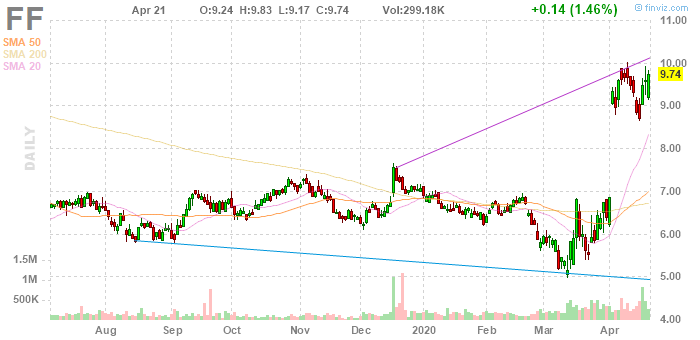 FF Apr 21 O:9.24 H:9.83 L:9.17 C:9.74 Vol:299.18K +0.14 (1.46%) © finviz.com
SMA 50
SMA 200
SMA 20
DAILY
11.00
10.00
9.74
9.00
8.00
7.00
6.00
5.00
4.00
1.5M
1M
500K
Aug Sep Oct Nov Dec 2020 Feb Mar Apr